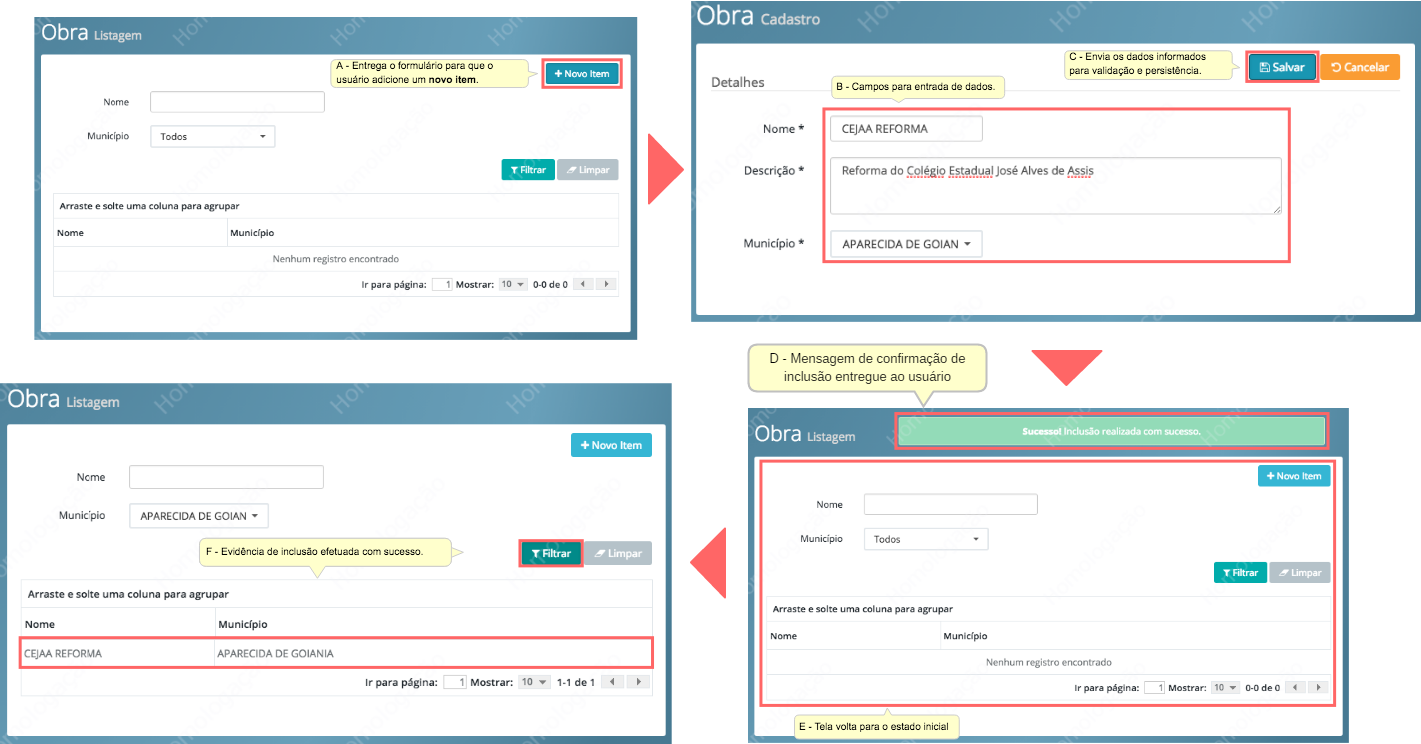 Obra Listagem
A - Entrega o formulário para que o
usuário adicione um novo item.
+ Novo Item
Nome
Município
Todos
Filtrar
Limpar
Arraste e solte uma coluna para agrupar
Nome Município
Nenhum registro encontrado
Ir para página: 1 Mostrar: 10 0-0 de 0
Obra Cadastro
C - Envia os dados informados
para validação e persistência.
Salvar
Cancelar
Detalhes
B - Campos para entrada de dados.
Nome * CEJAA REFORMA
Descrição * Reforma do Colégio Estadual José Alves de Assis
Município * APARECIDA DE GOIAN
D - Mensagem de confirmação de
inclusão entregue ao usuário
Obra Listagem
Sucesso! Inclusão realizada com sucesso.
+ Novo Item
Nome
Município Todos
Filtrar Limpar
Arraste e solte uma coluna para agrupar
Nome Município
Nenhum registro encontrado
Ir para página: 1 Mostrar: 10 0-0 de 0
E - Tela volta para o estado inicial
Obra Listagem
+ Novo Item
Nome
Município APARECIDA DE GOIAN
F - Evidência de inclusão efetuada com sucesso.
Filtrar Limpar
Arraste e solte uma coluna para agrupar
Nome Município
CEJAA REFORMA APARECIDA DE GOIANIA
Ir para página: 1 Mostrar: 10 1-1 de 1